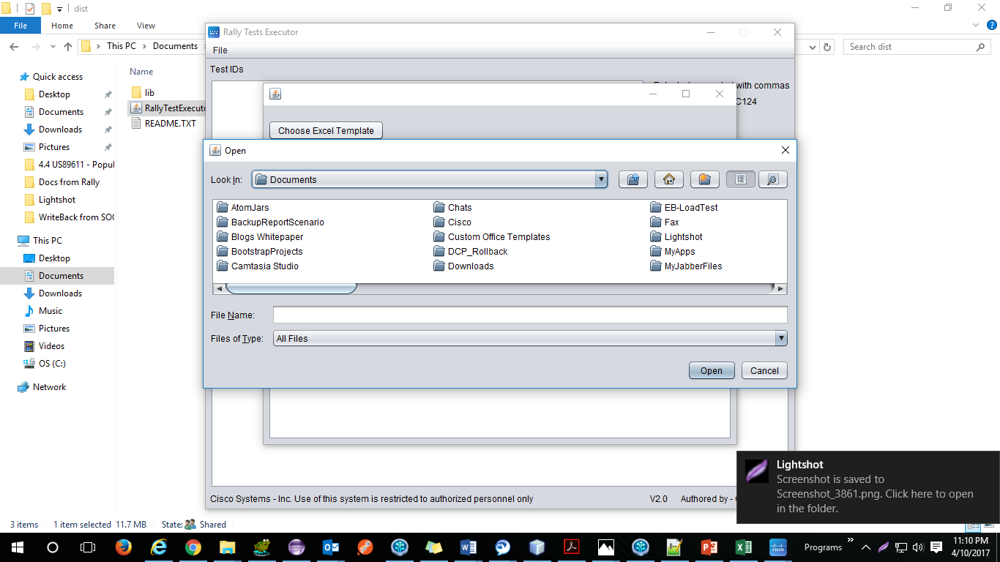 dist
File Home Share View
This PC Documents
Search dist
Quick access
Desktop
Documents
Downloads
Pictures
4.4 US89611 - Popul
Docs from Rally
Lightshot
WriteBack from SOO
This PC
Desktop
Documents
Downloads
Music
Pictures
Videos
OS (C:)
Network
Name
lib
RallyTestExecuto
README.TXT
Rally Tests Executor
File
Test IDs
with commas
C124
Choose Excel Template
Open
Look In: Documents
AtomJars Chats EB-LoadTest
BackupReportScenario Cisco Fax
Blogs Whitepaper Custom Office Templates Lightshot
BootstrapProjects DCP_Rollback MyApps
Camtasia Studio Downloads MyJabberFiles
File Name:
Files of Type: All Files
Open Cancel
Cisco Systems - Inc. Use of this system is restricted to authorized personnel only V2.0 Authored by -
Lightshot
Screenshot is saved to
Screenshot_3861.png. Click here to open
in the folder.
3 items 1 item selected 11.7 MB State: Shared
Programs
11:10 PM
4/10/2017